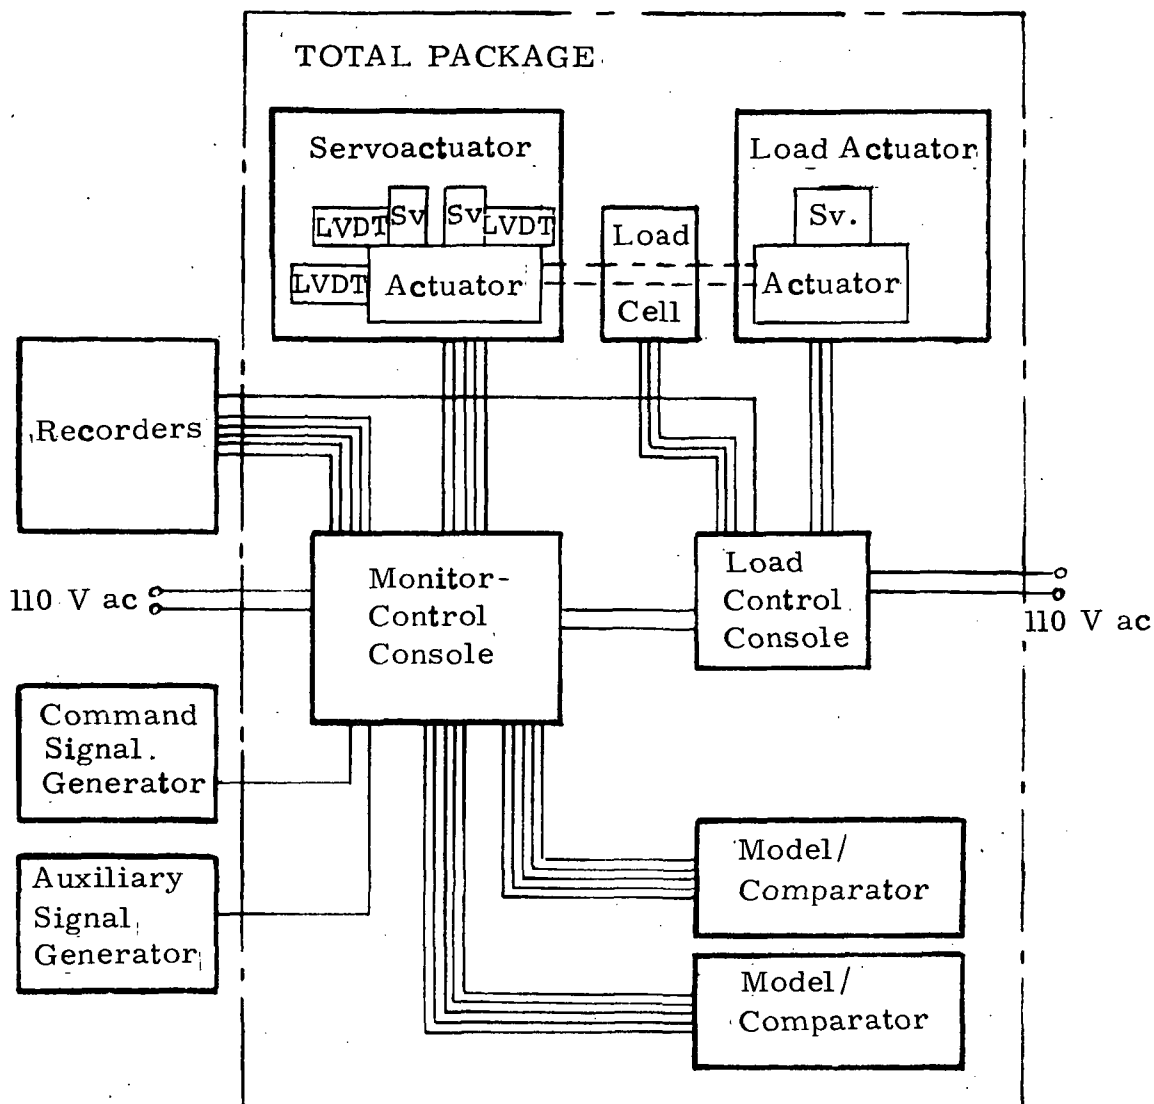 TOTAL PACKAGE
Servoactuator
LVDT Sv Sv LVDT
LVDT Actuator
Load
Cell
Load Actuator
Sv.
Actuator
Recorders
110 V ac
Monitor-
Control
Console
Load
Control
Console
110 V ac
Command
Signal.
Generator
Auxiliary
Signal
Generator
Model/
Comparator
Model/
Comparator